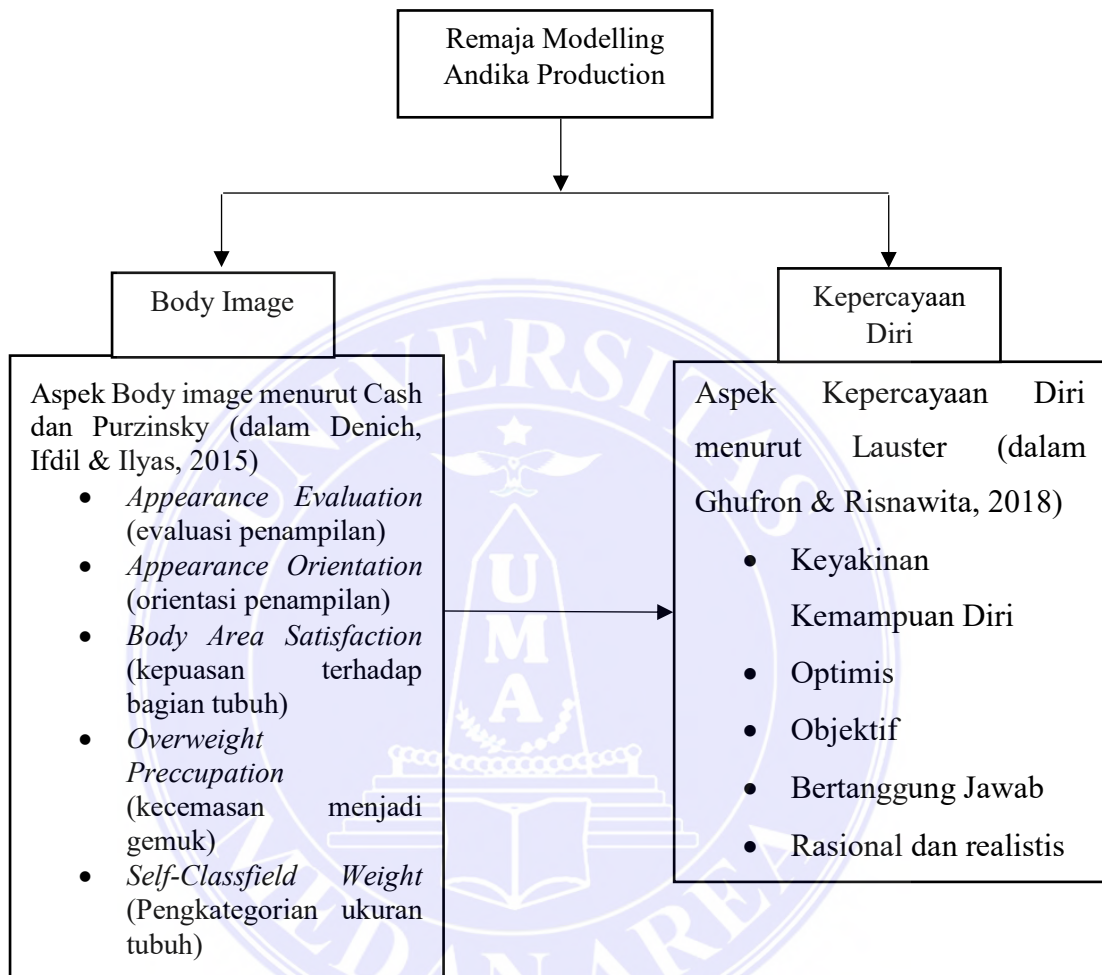 Remaja Modelling
Andika Production
Body Image
Kepercayaan
Diri
Aspek Body image menurut Cash
dan Purzinsky (dalam Denich,
Ifdil & Ilyas, 2015)
• Appearance Evaluation
(evaluasi penampilan)
• Appearance Orientation
(orientasi penampilan)
• Body Area Satisfaction
(kepuasan terhadap
bagian tubuh)
• Overweight
Preccupation
(kecemasan menjadi
gemuk)
• Self-Classfield Weight
(Pengkategorian ukuran
tubuh)
Aspek Kepercayaan Diri
menurut Lauster (dalam
Ghufron & Risnawita, 2018)
• Keyakinan
Kemampuan Diri
• Optimis
• Objektif
• Bertanggung Jawab
• Rasional dan realistis
UNIVERSITAS
MEDAN AREA
U
M
A